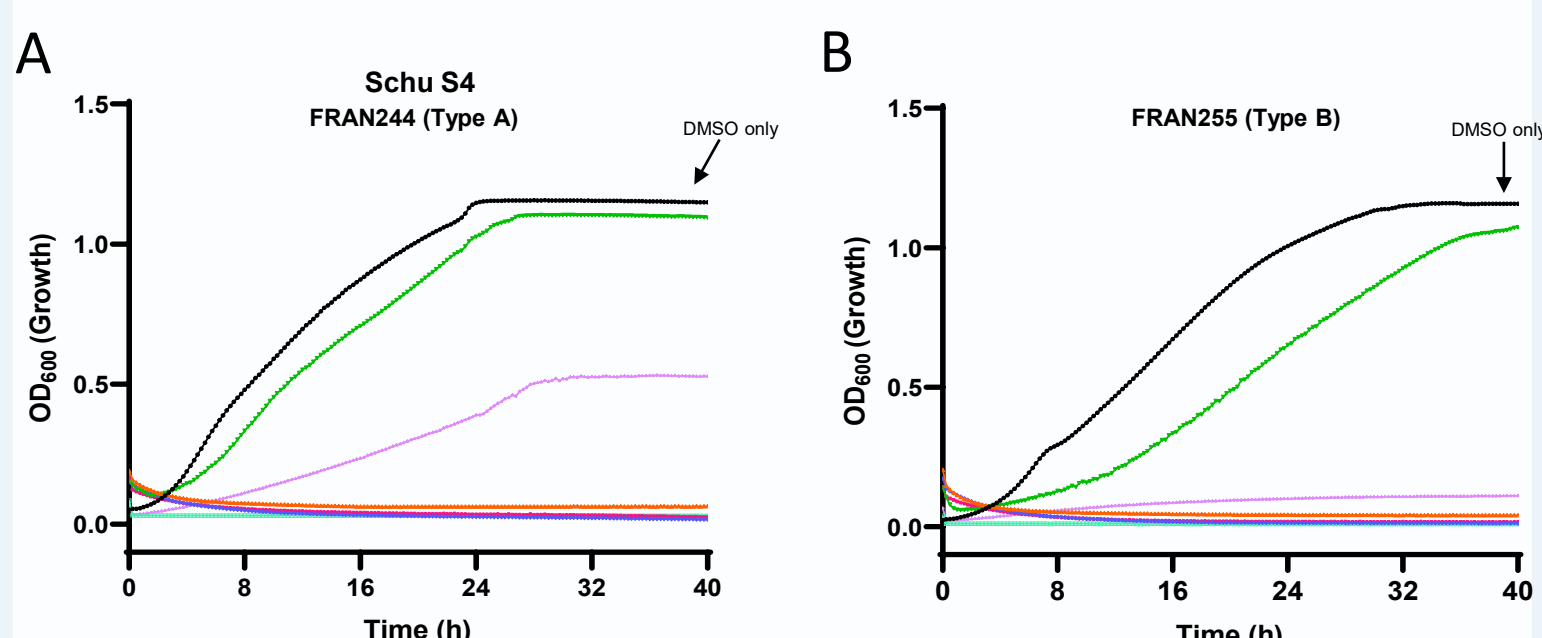 A
Schu S4
FRAN244 (Type A)
DMSO only
1.5
1.0
0.5
0.0
OD600 (Growth)
0 8 16 24 32 40
Time (h)
B
FRAN255 (Type B)
DMSO only
1.5
1.0
0.5
0.0
OD600 (Growth)
0 8 16 24 32 40
Time (h)